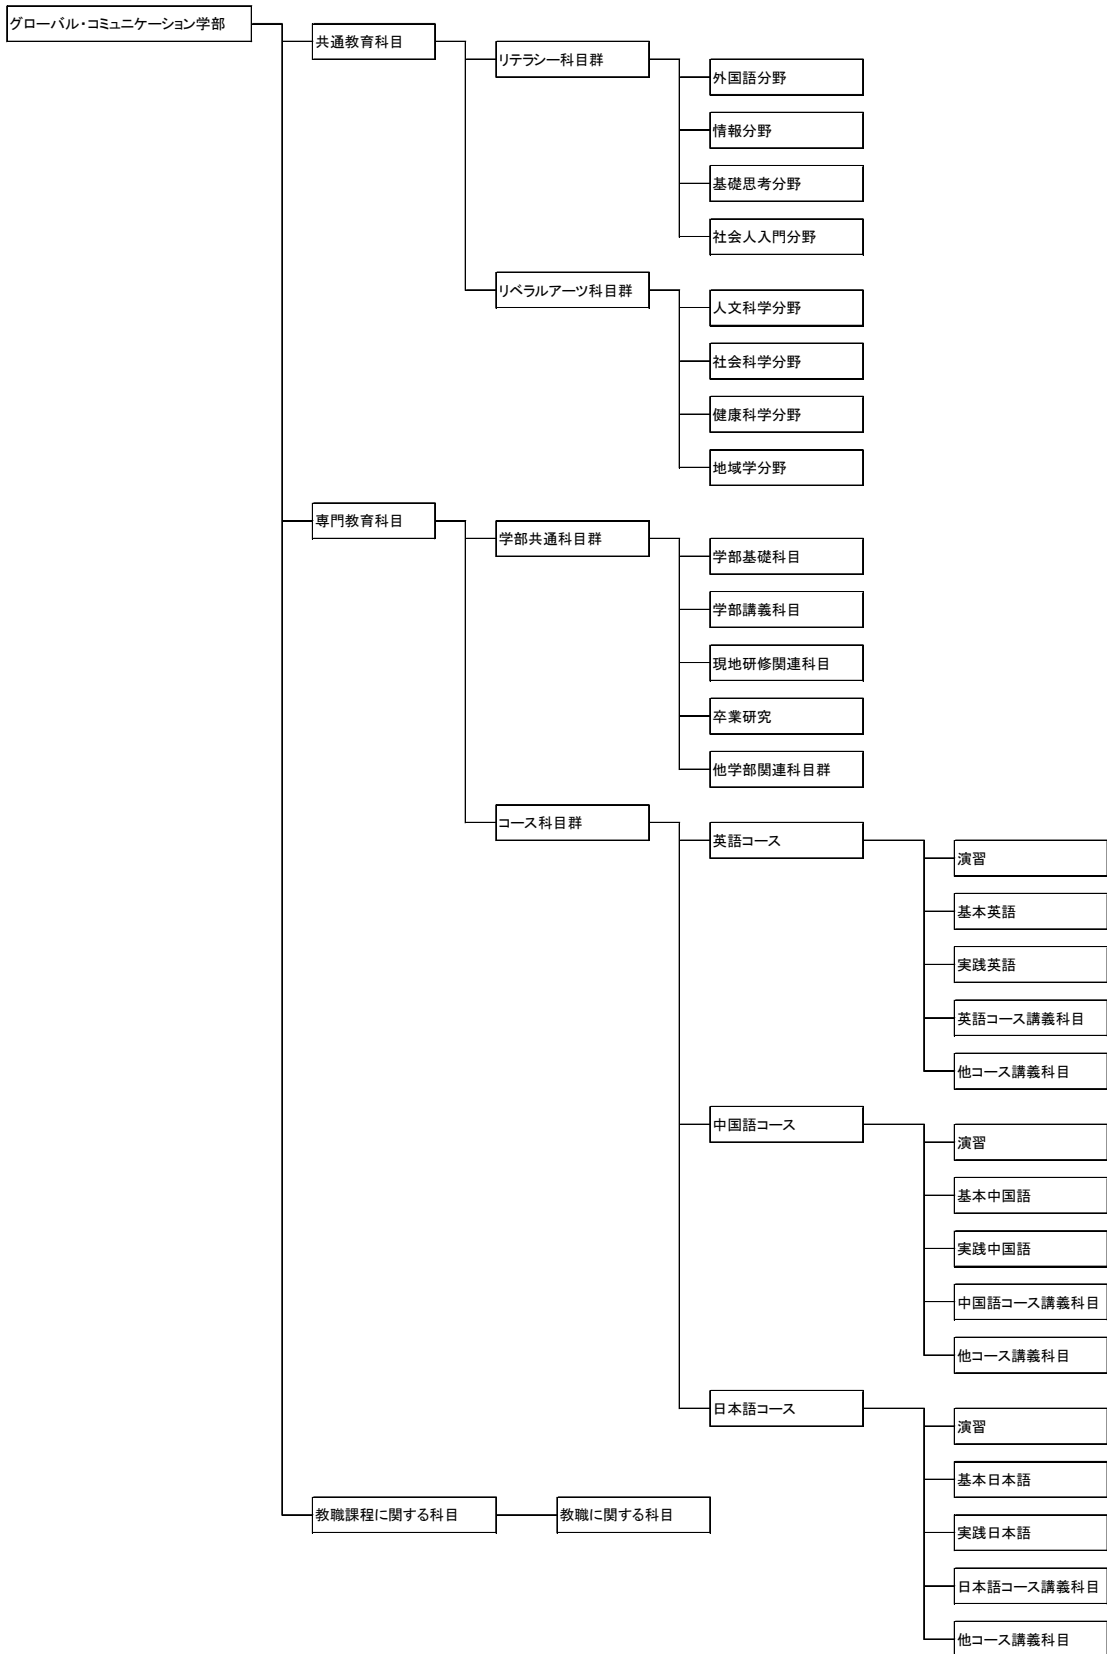 グローバル・コミュニケーション学部
共通教育科目
リテラシー科目群
外国語分野
情報分野
基礎思考分野
社会人入門分野
リベラルアーツ科目群
人文科学分野
社会科学分野
健康科学分野
地域学分野
専門教育科目
学部共通科目群
学部基礎科目
学部講義科目
現地研修関連科目
卒業研究
他学部関連科目群
コース科目群
英語コース
演習
基本英語
実践英語
英語コース講義科目
他コース講義科目
中国語コース
演習
基本中国語
実践中国語
中国語コース講義科目
他コース講義科目
日本語コース
演習
基本日本語
実践日本語
日本語コース講義科目
他コース講義科目
教職課程に関する科目
教職に関する科目